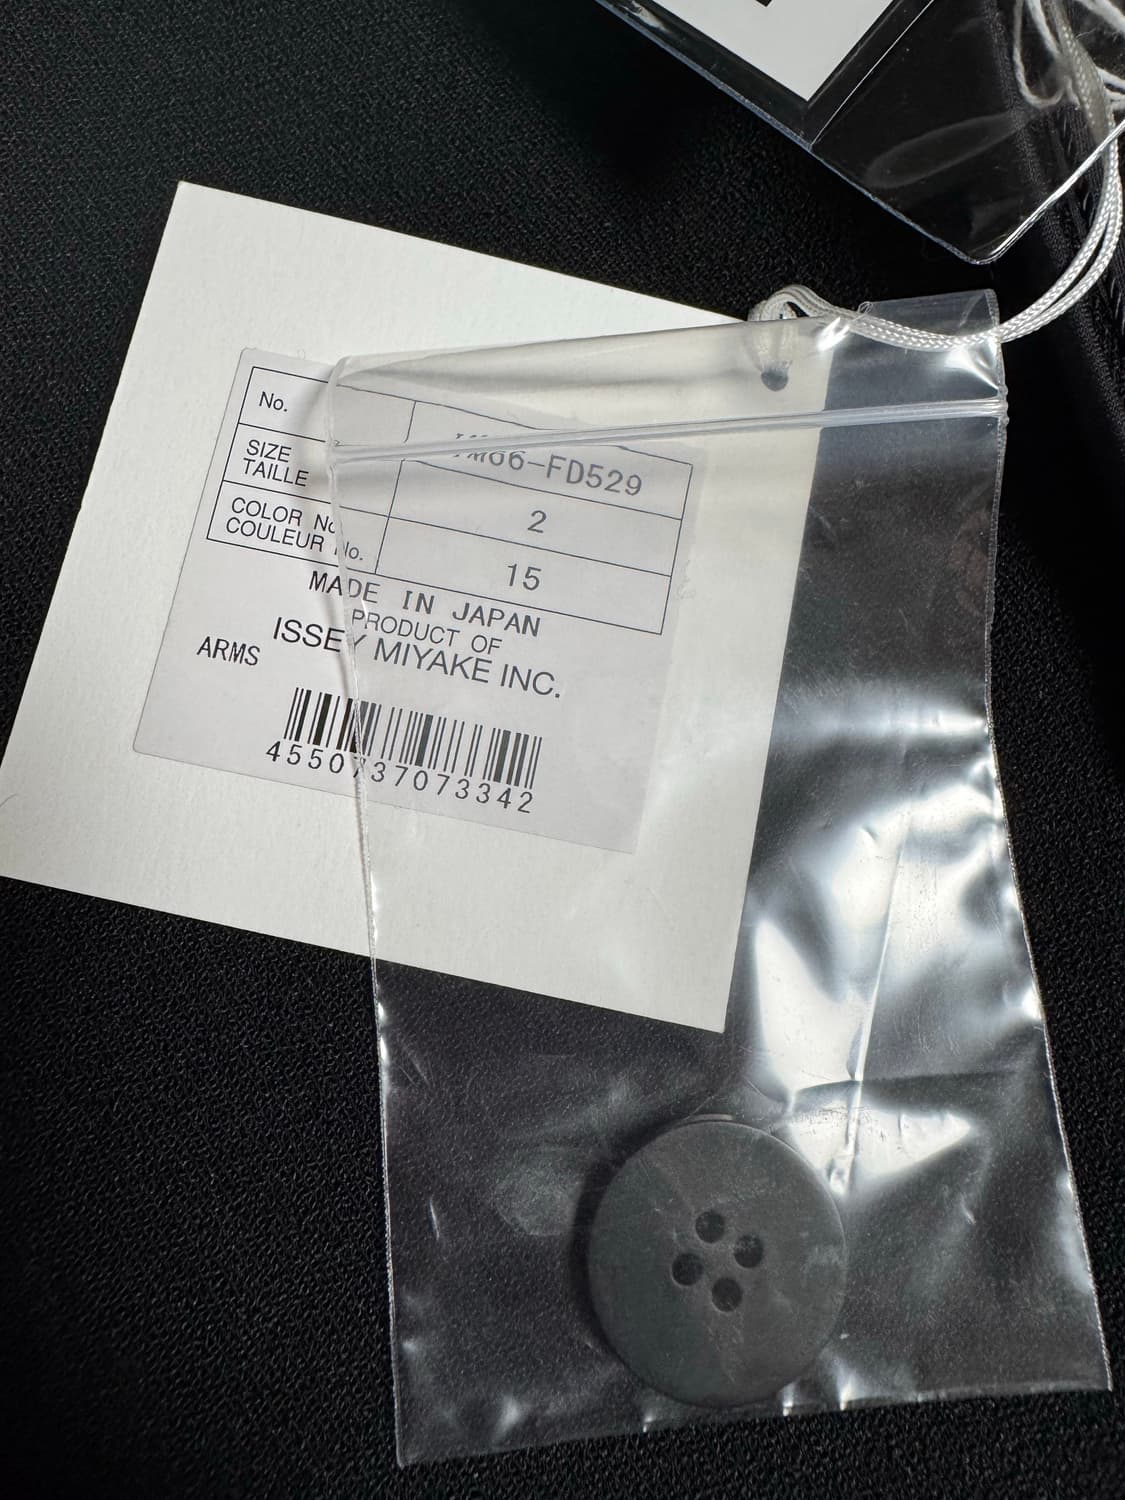 No. IM66-FD529
SIZE
TAILLE 2
COLOR No.
COULEUR No. 15
MADE IN JAPAN
PRODUCT OF
ISSEY MIYAKE INC.
ARMS
4550737073342